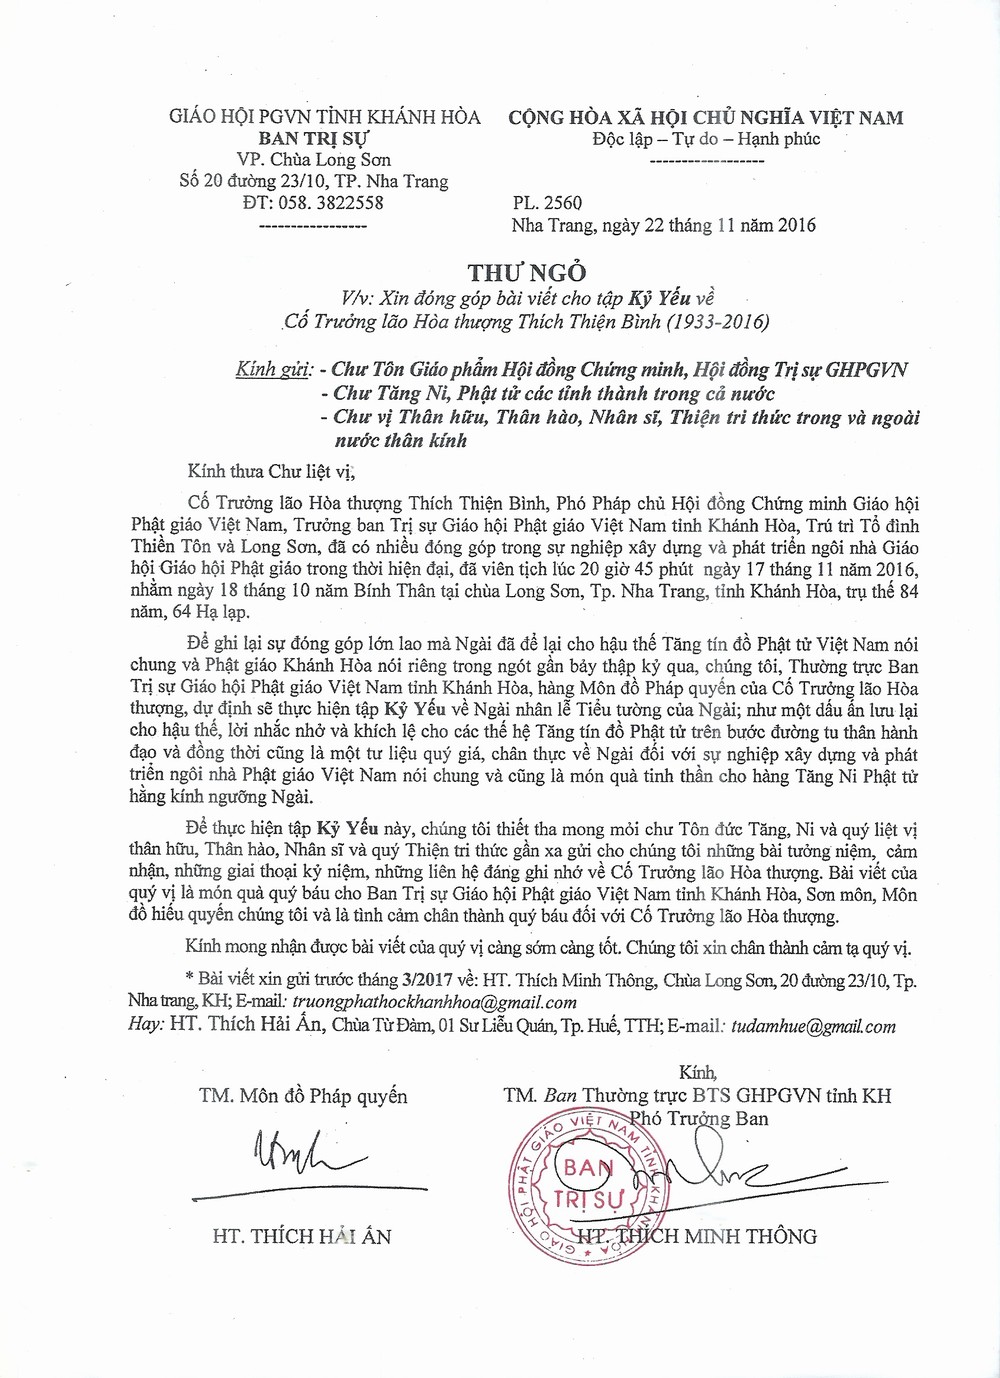 GIÁO HỘI PGVN TỈNH KHÁNH HÒA
BAN TRỊ SỰ
VP. Chùa Long Sơn
Số 20 đường 23/10, TP. Nha Trang
ĐT: 058. 3822558
-----------------
CỘNG HÒA XÃ HỘI CHỦ NGHĨA VIỆT NAM
Độc lập – Tự do – Hạnh phúc
------------------
PL. 2560
Nha Trang, ngày 22 tháng 11 năm 2016
THƯ NGỎ
V/v: Xin đóng góp bài viết cho tập Kỷ Yếu về
Cố Trưởng lão Hòa thượng Thích Thiện Bình (1933-2016)
Kính gửi: - Chư Tôn Giáo phẩm Hội đồng Chứng minh, Hội đồng Trị sự GHPGVN
- Chư Tăng Ni, Phật tử các tỉnh thành trong cả nước
- Chư vị Thân hữu, Thân hào, Nhân sĩ, Thiện tri thức trong và ngoài
nước thân kính
Kính thưa Chư liệt vị,
Cố Trưởng lão Hòa thượng Thích Thiện Bình, Phó Pháp chủ Hội đồng Chứng minh Giáo hội
Phật giáo Việt Nam, Trưởng ban Trị sự Giáo hội Phật giáo Việt Nam tỉnh Khánh Hòa, Trú trì Tổ đình
Thiền Tôn và Long Sơn, đã có nhiều đóng góp trong sự nghiệp xây dựng và phát triển ngôi nhà Giáo
hội Giáo hội Phật giáo trong thời hiện đại, đã viên tịch lúc 20 giờ 45 phút ngày 17 tháng 11 năm 2016,
nhằm ngày 18 tháng 10 năm Bính Thân tại chùa Long Sơn, Tp. Nha Trang, tỉnh Khánh Hòa, trụ thế 84
năm, 64 Hạ lạp.
Để ghi lại sự đóng góp lớn lao mà Ngài đã để lại cho hậu thế Tăng tín đồ Phật tử Việt Nam nói
chung và Phật giáo Khánh Hòa nói riêng trong ngót gần bảy thập kỷ qua, chúng tôi, Thường trực Ban
Trị sự Giáo hội Phật giáo Việt Nam tỉnh Khánh Hòa, hàng Môn đồ Pháp quyến của Cố Trưởng lão Hòa
thượng, dự định sẽ thực hiện tập Kỷ Yếu về Ngài nhân lễ Tiểu tường của Ngài; như một dấu ấn lưu lại
cho hậu thế, lời nhắc nhở và khích lệ cho các thế hệ Tăng tín đồ Phật tử trên bước đường tu thân hành
đạo và đồng thời cũng là một tư liệu quý giá, chân thực về Ngài đối với sự nghiệp xây dựng và phát
triển ngôi nhà Phật giáo Việt Nam nói chung và cũng là món quà tinh thần cho hàng Tăng Ni Phật tử
hằng kính ngưỡng Ngài.
Để thực hiện tập Kỷ Yếu này, chúng tôi thiết tha mong mỏi chư Tôn đức Tăng, Ni và quý liệt vị
thân hữu, Thân hào, Nhân sĩ và quý Thiện tri thức gần xa gửi cho chúng tôi những bài tưởng niệm, cảm
nhận, những giai thoại kỷ niệm, những liên hệ đáng ghi nhớ về Cố Trưởng lão Hòa thượng. Bài viết của
quý vị là món quà quý báu cho Ban Trị sự Giáo hội Phật giáo Việt Nam tỉnh Khánh Hòa, Sơn môn, Môn
đồ hiếu quyến chúng tôi và là tình cảm chân thành quý báu đối với Cố Trưởng lão Hòa thượng.
Kính mong nhận được bài viết của quý vị càng sớm càng tốt. Chúng tôi xin chân thành cảm tạ quý vị.
* Bài viết xin gửi trước tháng 3/2017 về: HT. Thích Minh Thông, Chùa Long Sơn, 20 đường 23/10, Tp.
Nha trang, KH; E-mail: truongphathockhanhhoa@gmail.com
Hay: HT. Thích Hải Ấn, Chùa Từ Đàm, 01 Sư Liễu Quán, Tp. Huế, TTH; E-mail: tudamhue@gmail.com
Kính,
TM. Môn đồ Pháp quyến
TM. Ban Thường trực BTS GHPGVN tỉnh KH
Phó Trưởng Ban
GIÁO HỘI PHẬT GIÁO VIỆT NAM TỈNH KHÁNH HÒA
BAN
TRỊ SỰ
HT. THÍCH HẢI ẤN
HT. THÍCH MINH THÔNG